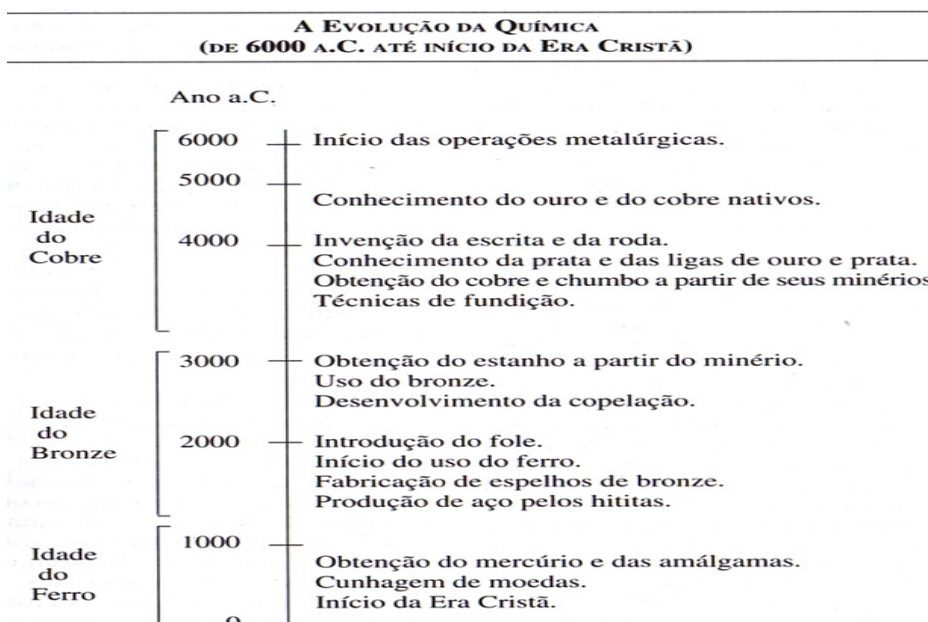 A Evolução da Química
(de 6000 a.C. até início da Era Cristã)
Ano a.C.
Idade
do
Cobre
6000 Início das operações metalúrgicas.
5000
Conhecimento do ouro e do cobre nativos.
4000 Invenção da escrita e da roda.
Conhecimento da prata e das ligas de ouro e prata.
Obtenção do cobre e chumbo a partir de seus minérios
Técnicas de fundição.
Idade
do
Bronze
3000 Obtenção do estanho a partir do minério.
Uso do bronze.
Desenvolvimento da copelação.
2000 Introdução do fole.
Início do uso do ferro.
Fabricação de espelhos de bronze.
Produção de aço pelos hititas.
Idade
do
Ferro
1000
Obtenção do mercúrio e das amálgamas.
Cunhagem de moedas.
Início da Era Cristã.
0